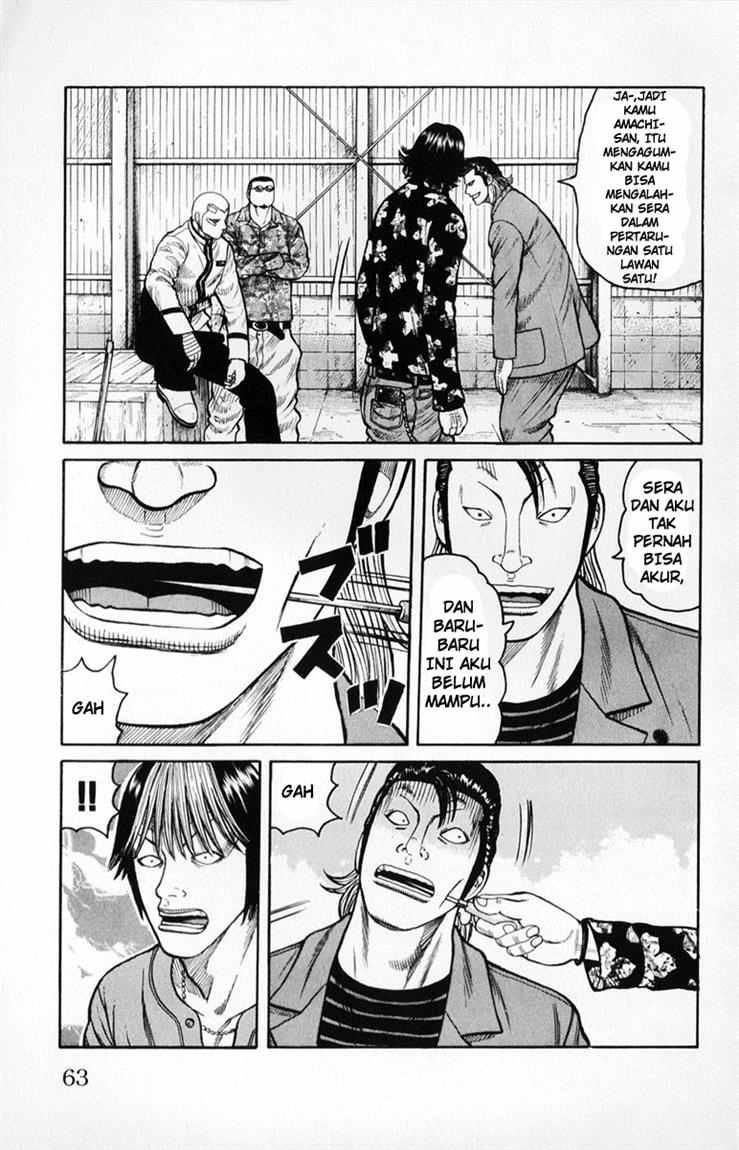 JA-,JADI
KAMU
AMACHI-
SAN, ITU
MENGAGUM-
KAN KAMU
BISA
MENGALAH-
KAN SERA
DALAM
PERTARU-
NGAN SATU
LAWAN
SATU!
SERA
DAN AKU
TAK
PERNAH
BISA
AKUR,
DAN
BARU-
BARU
INI AKU
BELUM
MAMPU..
ブズッ
GAH
GAH
!!
63